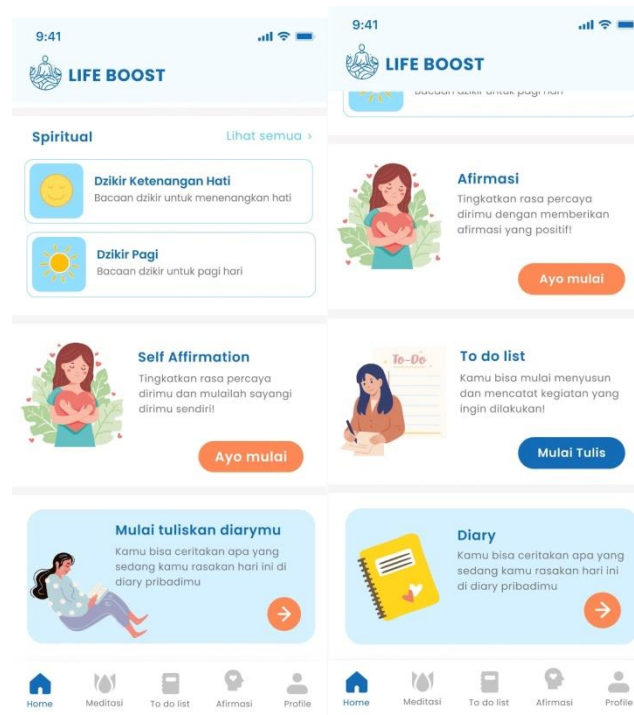 9:41
LIFE BOOST
Spiritual
Lihat semua >
Dzikir Ketenangan Hati
Bacaan dzikir untuk menenangkan hati
Dzikir Pagi
Bacaan dzikir untuk pagi hari
Self Affirmation
Tingkatkan rasa percaya
dirimu dan mulailah sayangi
dirimu sendiri!
Ayo mulai
Mulai tuliskan diarymu
Kamu bisa ceritakan apa yang
sedang kamu rasakan hari ini di
diary pribadimu
Home Meditasi To do list Afirmasi Profile
9:41
LIFE BOOST
Bacaan dzikir untuk pagi hari
Afirmasi
Tingkatkan rasa percaya
dirimu dengan memberikan
afirmasi yang positif!
Ayo mulai
To-Do
To do list
Kamu bisa mulai menyusun
dan mencatat kegiatan yang
ingin dilakukan!
Mulai Tulis
Diary
Kamu bisa ceritakan apa yang
sedang kamu rasakan hari ini
di diary pribadimu
Home Meditasi To do list Afirmasi Profile